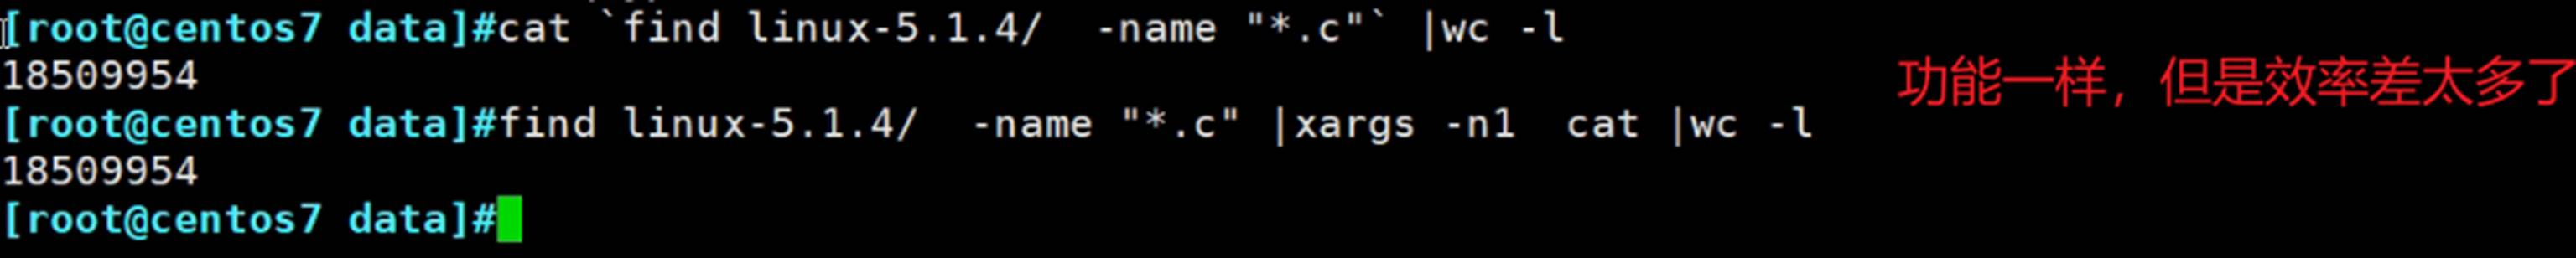 [root@centos7 data]#cat `find linux-5.1.4/  -name "*.c"` |wc -l
18509954
功能一样，但是效率差太多了
[root@centos7 data]#find linux-5.1.4/  -name "*.c" |xargs -n1  cat |wc -l
18509954
[root@centos7 data]#